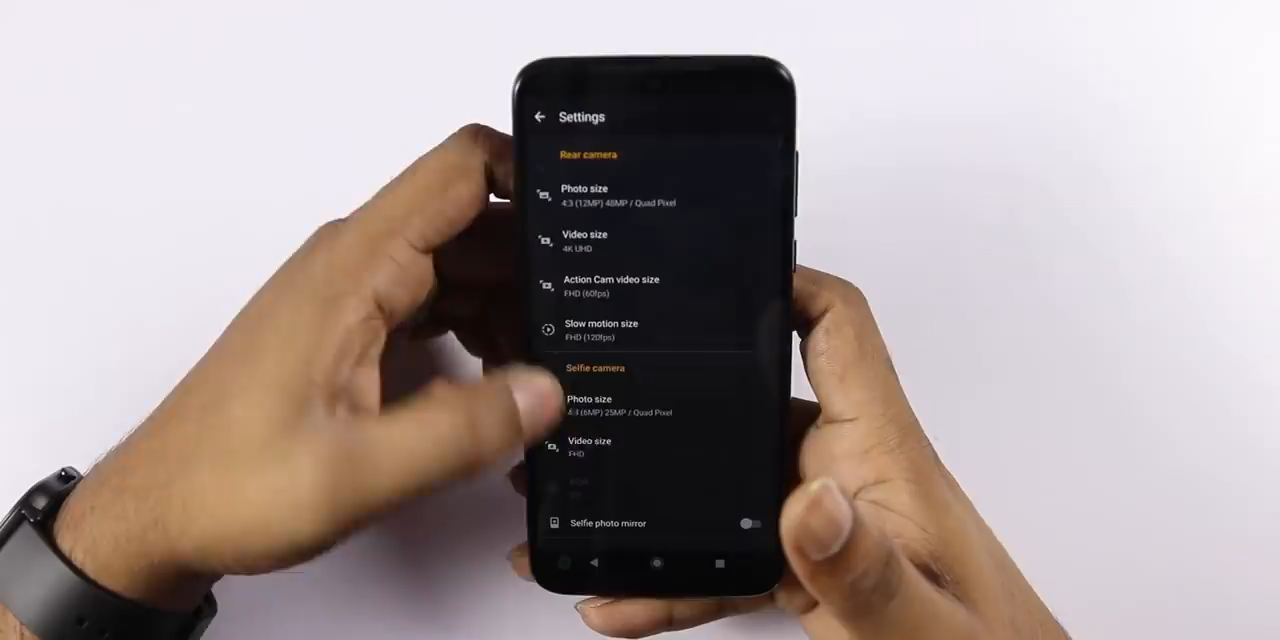 Settings
Rear camera
Photo size
4:3 (12MP) 48MP / Quad Pixel
Video size
4K UHD
Action Cam video size
FHD (60fps)
Slow motion size
FHD (120fps)
Selfie camera
Photo size
4:3 (6MP) 25MP / Quad Pixel
Video size
FHD
Selfie photo mirror